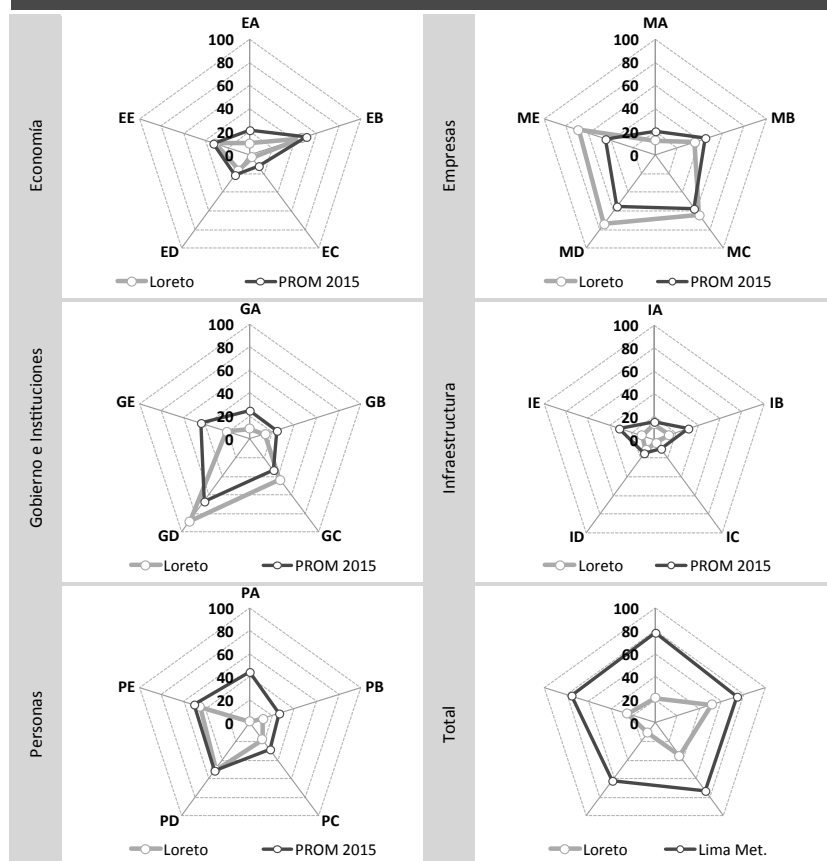 Economía
EA
100
80
60
40
20
0
EB
EC
ED
EE
Loreto
PROM 2015
Empresas
MA
100
80
60
40
20
0
MB
MC
MD
ME
Loreto
PROM 2015
Gobierno e Instituciones
GA
100
80
60
40
20
0
GB
GC
GD
GE
Loreto
PROM 2015
Infraestructura
IA
100
80
60
40
20
0
IB
IC
ID
IE
Loreto
PROM 2015
Personas
PA
100
80
60
40
20
0
PB
PC
PD
PE
Loreto
PROM 2015
Total
100
80
60
40
20
0
Loreto
Lima Met.